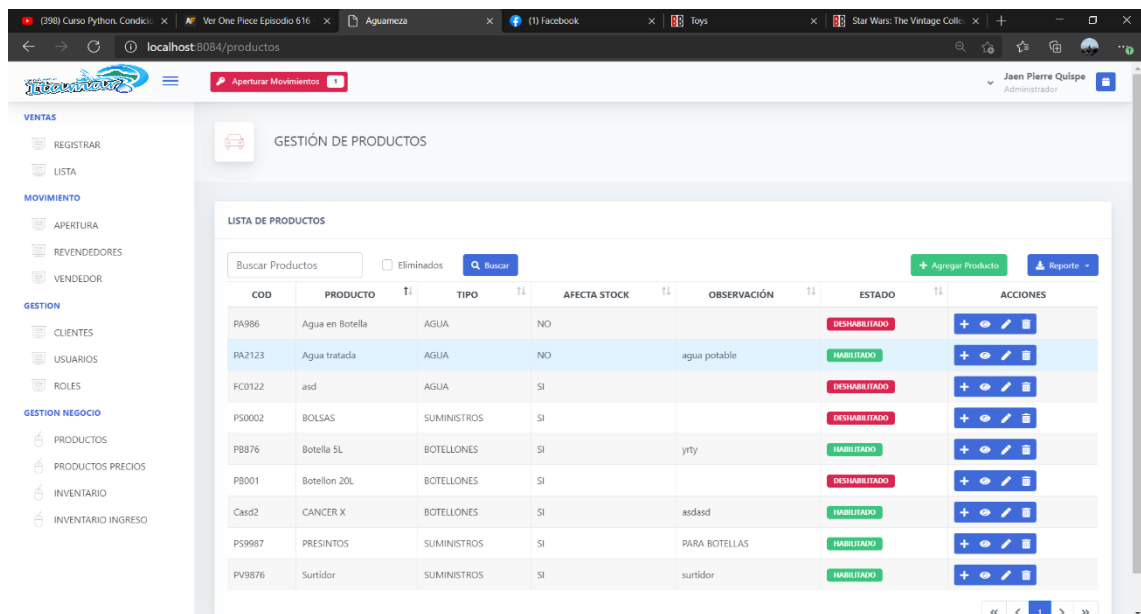 (398) Curso Python. Condicio
Ver One Piece Episodio 616
Aguameza
(1) Facebook
Toys
Star Wars: The Vintage Colle
localhost:8084/productos
Itaman
Aperturar Movimientos 1
Jaen Pierre Quispe
Administrador
VENTAS
REGISTRAR
LISTA
MOVIMIENTO
APERTURA
REVENDEDORES
VENDEDOR
GESTION
CLIENTES
USUARIOS
ROLES
GESTION NEGOCIO
PRODUCTOS
PRODUCTOS PRECIOS
INVENTARIO
INVENTARIO INGRESO
GESTIÓN DE PRODUCTOS
LISTA DE PRODUCTOS
Buscar Productos Eliminados Buscar Agregar Producto Reporte
COD PRODUCTO TIPO AFECTA STOCK OBSERVACIÓN ESTADO ACCIONES
PA986 Agua en Botella AGUA NO DESHABILITADO
PA2123 Agua tratada AGUA NO agua potable HABILITADO
FC0122 asd AGUA SI DESHABILITADO
PS0002 BOLSAS SUMINISTROS SI DESHABILITADO
PB876 Botella 5L BOTELLONES SI yrty HABILITADO
PB001 Botellon 20L BOTELLONES SI DESHABILITADO
Casd2 CANCER X BOTELLONES SI asdasd HABILITADO
PS9987 PRESINTOS SUMINISTROS SI PARA BOTELLAS HABILITADO
PV9876 Surtidor SUMINISTROS SI surtidor HABILITADO
« < 1 > »